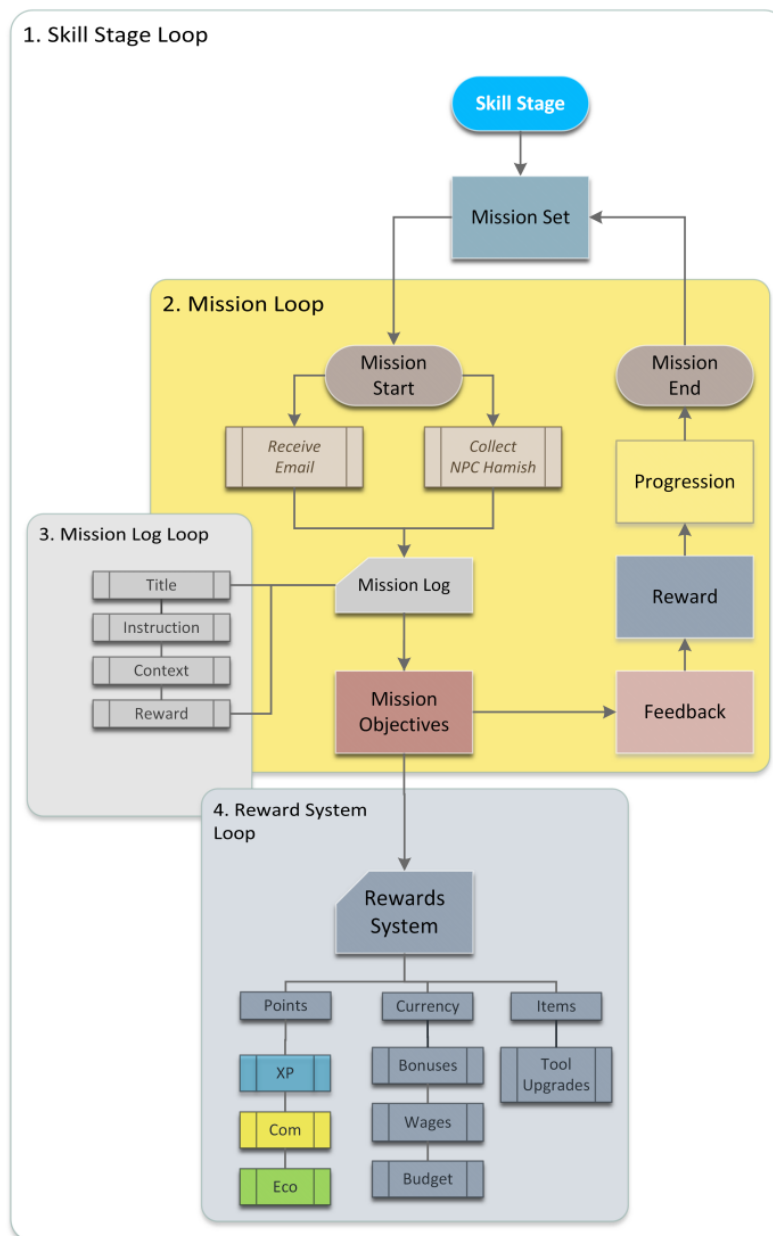 1. Skill Stage Loop
Skill Stage
Mission Set
2. Mission Loop
Mission
Start
Mission
End
Receive
Email
Collect
NPC Hamish
Progression
3. Mission Log Loop
Title
Instruction
Context
Reward
Mission Log
Reward
Mission
Objectives
Feedback
4. Reward System
Loop
Rewards
System
Points
Currency
Items
XP
Com
Eco
Bonuses
Wages
Budget
Tool
Upgrades